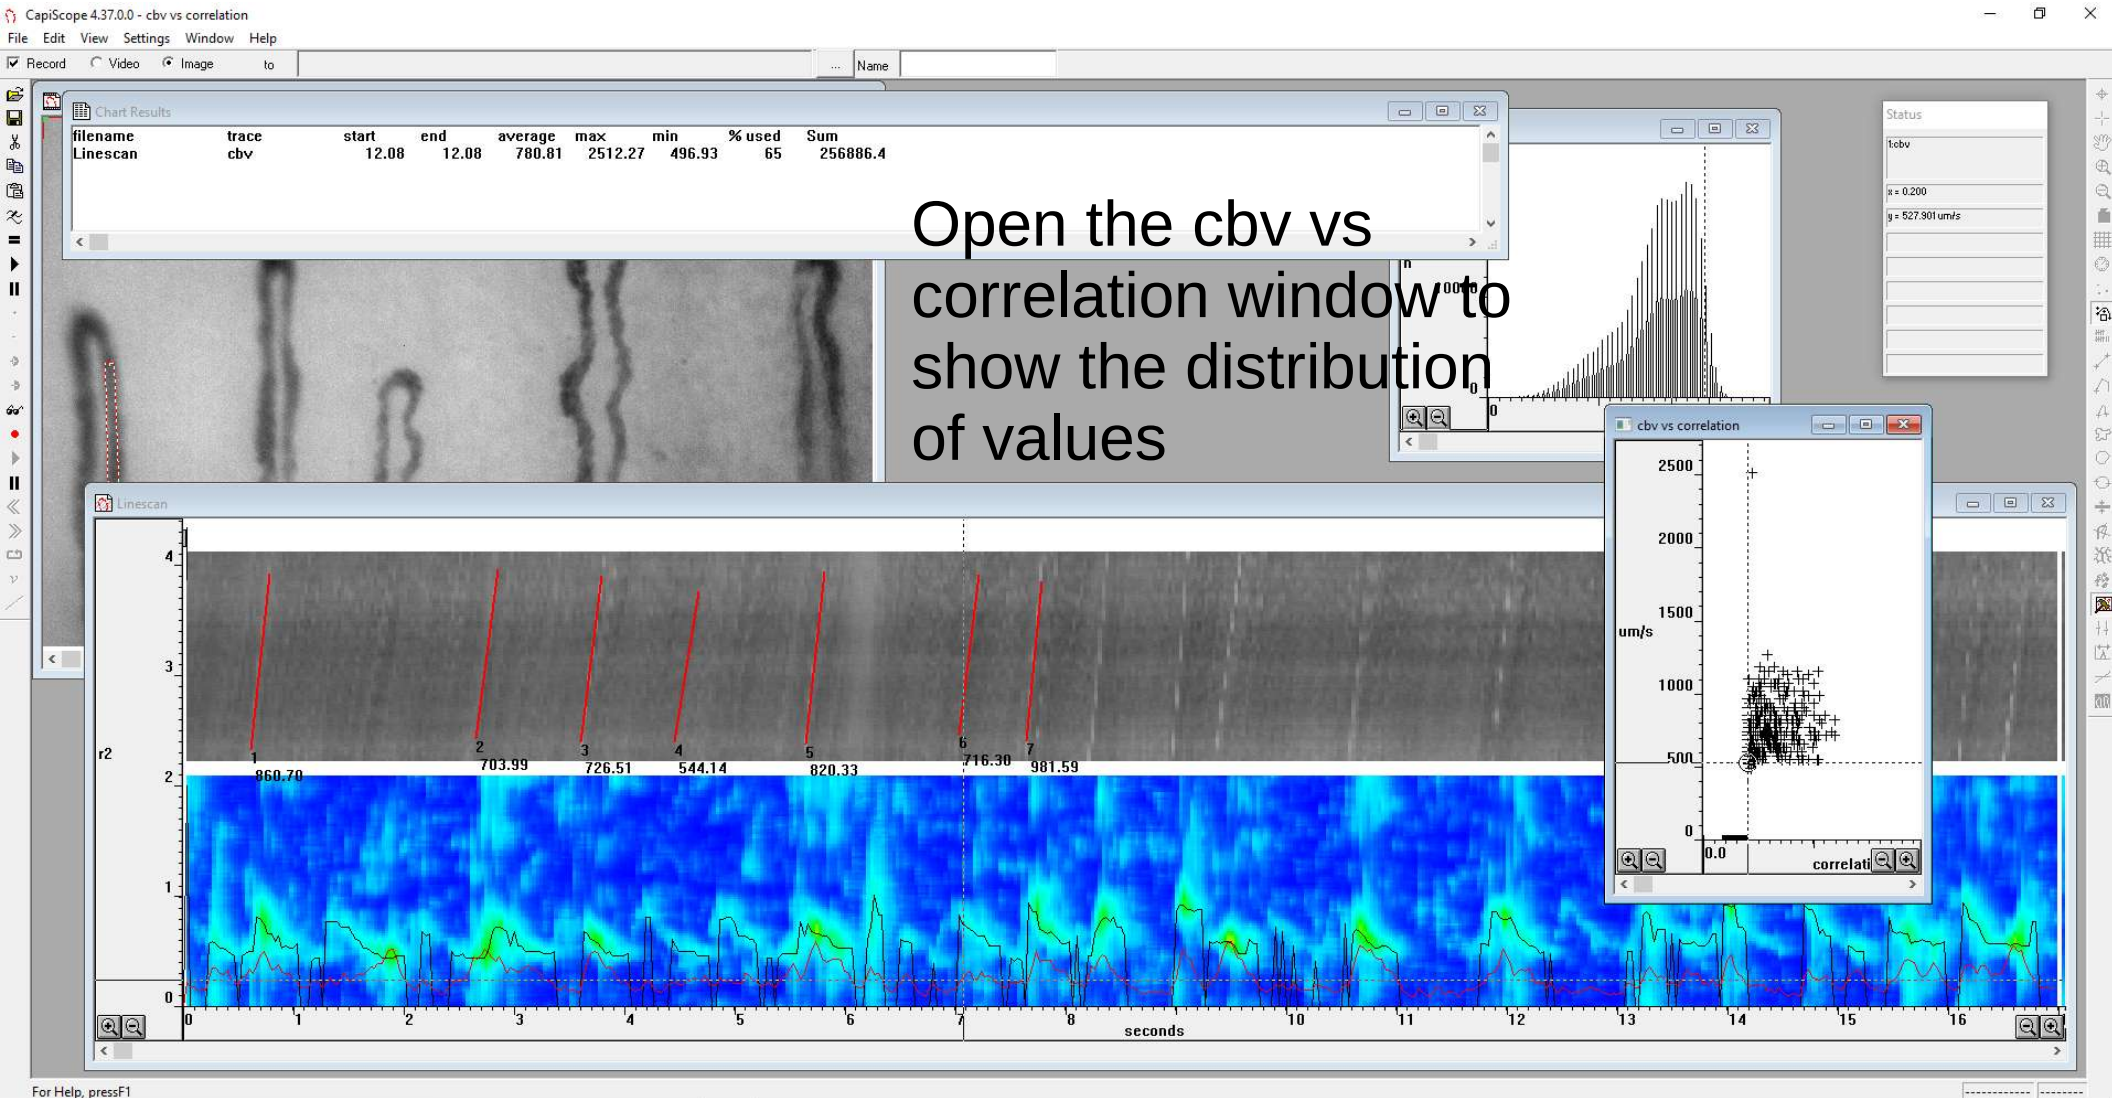 CapiScope 4.37.0.0 - cbv vs correlation
File Edit View Settings Window Help
Record Video Image to ... Name
Chart Results
filename trace start end average max min % used Sum
Linescan cbv 12.08 12.08 780.81 2512.27 496.93 65 256886.4
Open the cbv vs
correlation window to
show the distribution
of values
n
0
0
Status
1:cbv
x = 0.200
y = 527.901 um/s
cbv vs correlation
2500
2000
1500
um/s
1000
500
0
0.0
correlati
Linescan
4
3
r2
2
1
0
1 860.70
2 703.99
3 726.51
4 544.14
5 820.33
6 716.30
7 981.59
0 1 2 3 4 5 6 7 8 10 11 12 13 14 15 16
seconds
For Help, pressF1